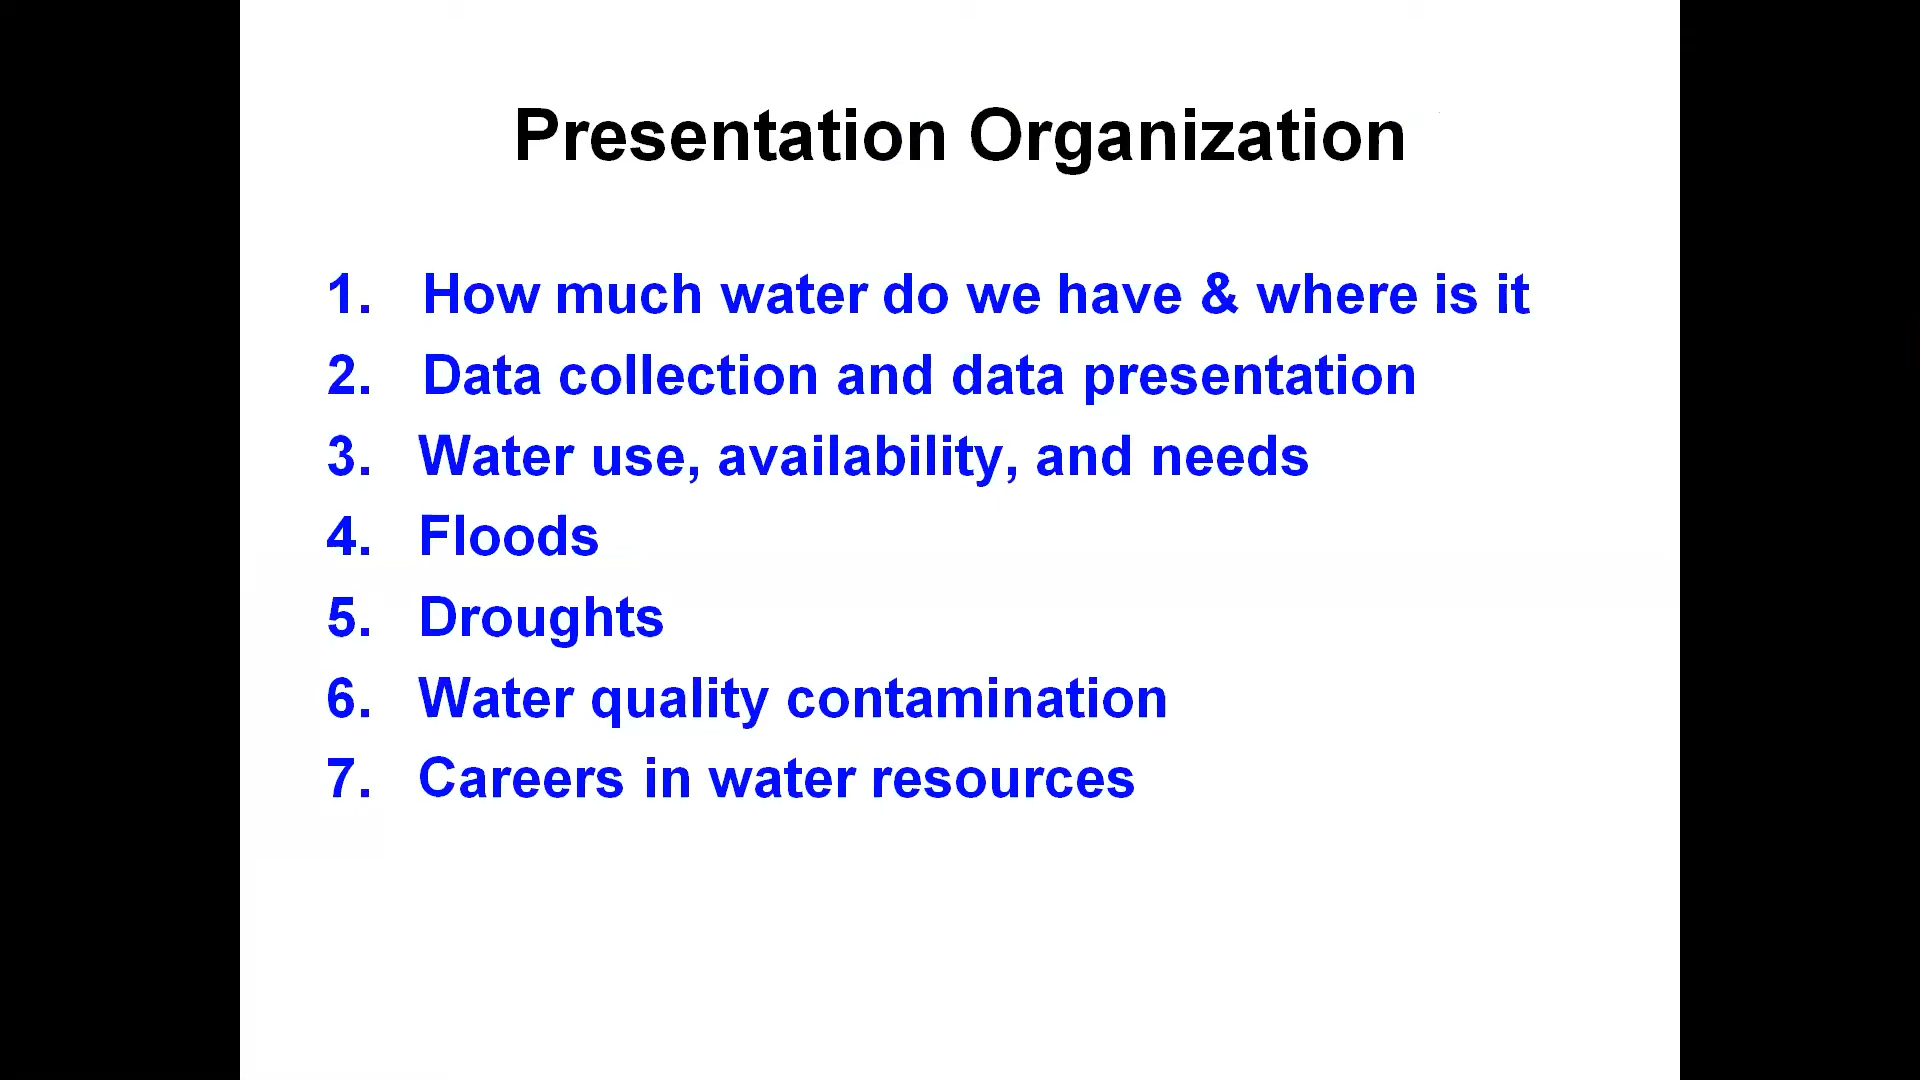 Presentation Organization
1. How much water do we have & where is it
2. Data collection and data presentation
3. Water use, availability, and needs
4. Floods
5. Droughts
6. Water quality contamination
7. Careers in water resources